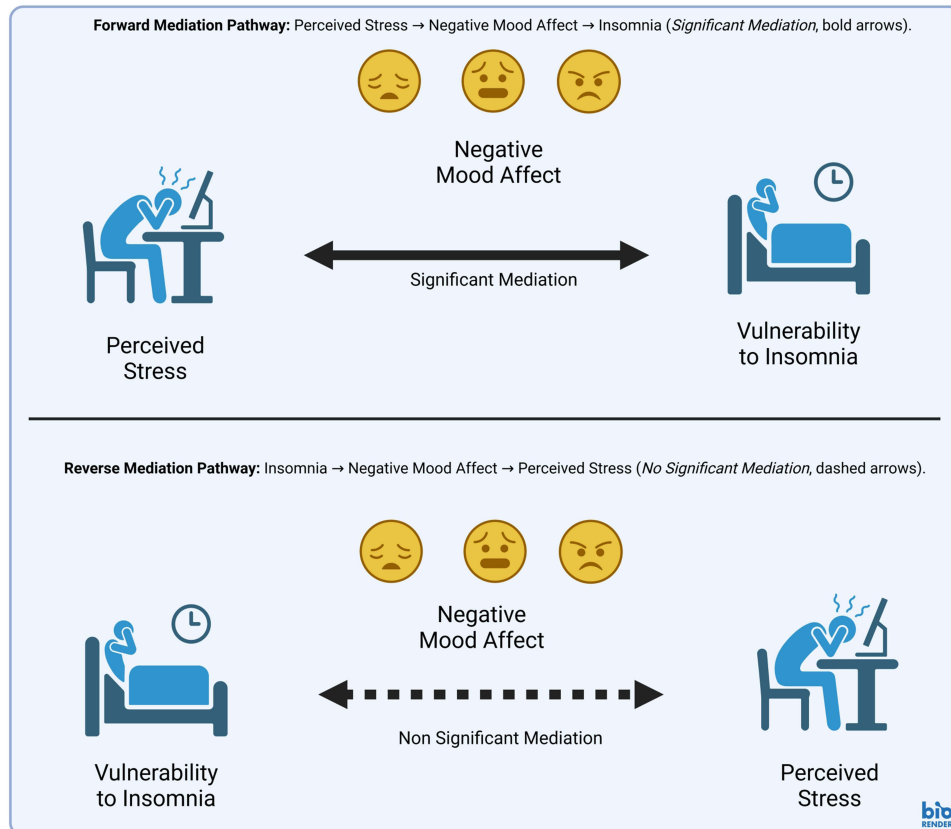 Forward Mediation Pathway: Perceived Stress → Negative Mood Affect → Insomnia (Significant Mediation, bold arrows).
Negative
Mood Affect
Significant Mediation
Perceived
Stress
Vulnerability
to Insomnia
Reverse Mediation Pathway: Insomnia → Negative Mood Affect → Perceived Stress (No Significant Mediation, dashed arrows).
Negative
Mood Affect
Non Significant Mediation
Vulnerability
to Insomnia
Perceived
Stress
bio
RENDER